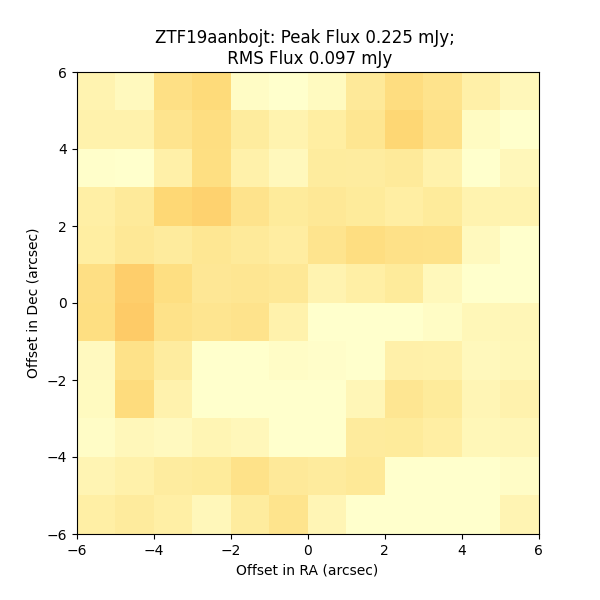 ZTF19aanbojt: Peak Flux 0.225 mJy;
RMS Flux 0.097 mJy
6
4
2
0
−2
−4
−6
Offset in Dec (arcsec)
−6 −4 −2 0 2 4 6
Offset in RA (arcsec)